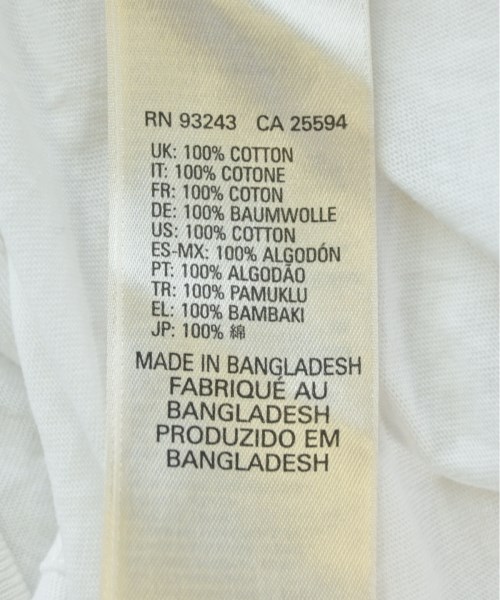 RN 93243 CA 25594
UK: 100% COTTON
IT: 100% COTONE
FR: 100% COTON
DE: 100% BAUMWOLLE
US: 100% COTTON
ES-MX: 100% ALGODÓN
PT: 100% ALGODÃO
TR: 100% PAMUKLU
EL: 100% BAMBAKI
JP: 100% 綿
MADE IN BANGLADESH
FABRIQUÉ AU
BANGLADESH
PRODUZIDO EM
BANGLADESH